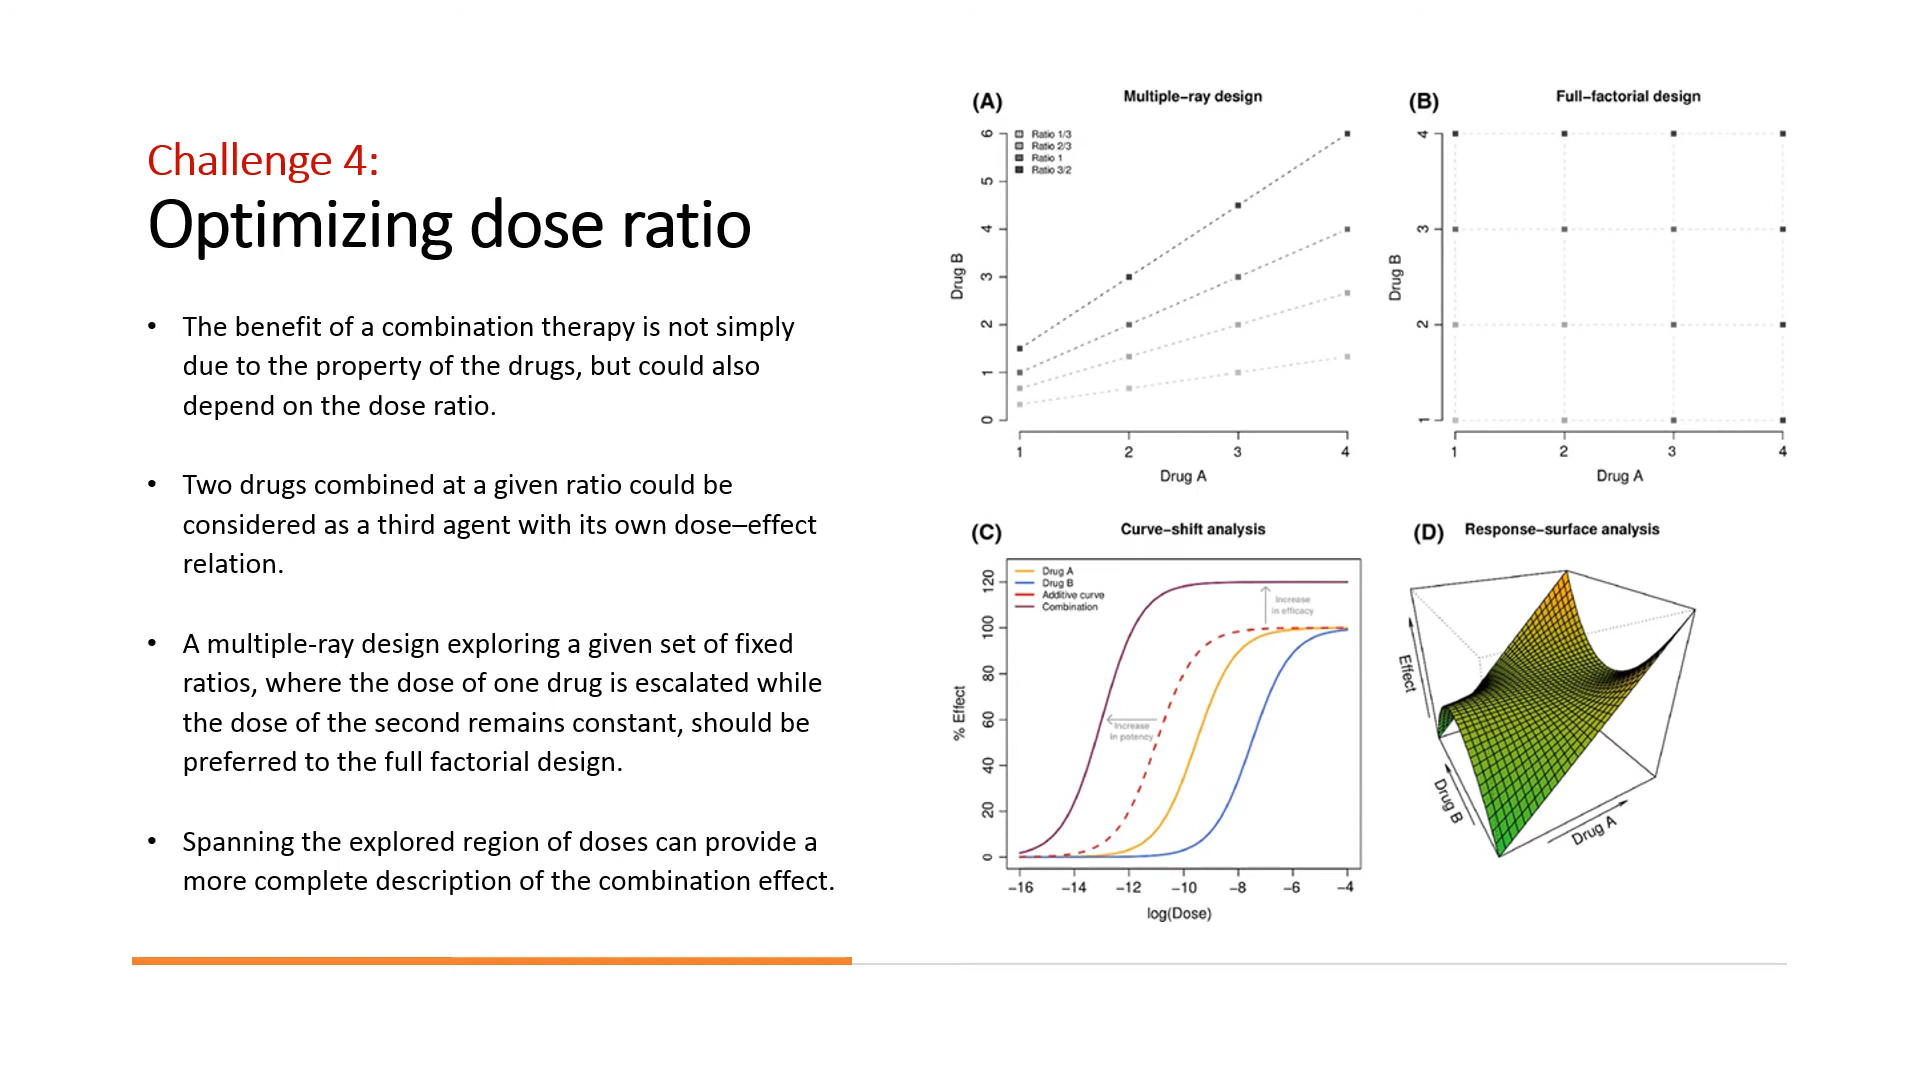 Challenge 4:
Optimizing dose ratio
• The benefit of a combination therapy is not simply
due to the property of the drugs, but could also
depend on the dose ratio.
• Two drugs combined at a given ratio could be
considered as a third agent with its own dose–effect
relation.
• A multiple-ray design exploring a given set of fixed
ratios, where the dose of one drug is escalated while
the dose of the second remains constant, should be
preferred to the full factorial design.
• Spanning the explored region of doses can provide a
more complete description of the combination effect.
(A) Multiple−ray design
Ratio 1/3
Ratio 2/3
Ratio 1
Ratio 3/2
6
5
4
3
2
1
0
Drug B
1 2 3 4
Drug A
(B) Full−factorial design
4
3
2
1
Drug B
1 2 3 4
Drug A
(C) Curve−shift analysis
Drug A
Drug B
Additive curve
Combination
Increase
in efficacy
Increase
in potency
120
100
80
60
40
20
0
% Effect
−16 −14 −12 −10 −8 −6 −4
log(Dose)
(D) Response−surface analysis
Effect
Drug B
Drug A